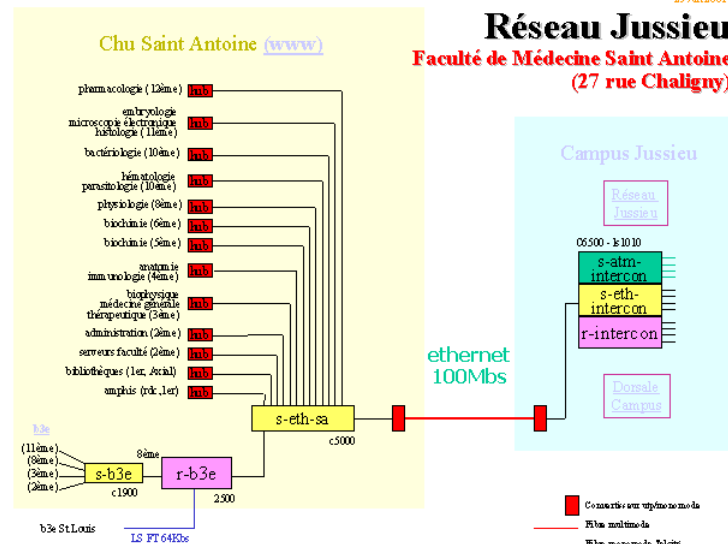 Réseau Jussieu
Faculté de Médecine Saint Antoine
(27 rue Chaligny)
Chu Saint Antoine (www)
pharmacologie (12ème) hub
embryologie
microscopie électronique hub
histologie (11ème)
bactériologie (10ème) hub
hématologie
parasitologie (10ème) hub
physiologie (8ème) hub
biochimie (6ème) hub
biochimie (5ème) hub
anatomie
immunologie (4ème) hub
biophysique
médecine générale hub
thérapeutique (3ème)
administration (2ème) hub
serveurs faculté (2ème) hub
bibliothèques (1er, Axial) hub
amphis (rdc,1er) hub
s-eth-sa
c5000
b3e
(11ème)
(8ème)
(3ème)
(2ème)
s-b3e
c1900
8ème
r-b3e
2500
b3e St Louis
LS FT 64Kbs
ethernet
100Mbs
Campus Jussieu
Réseau
Jussieu
C6500 - ls1010
s-atm-
intercon
s-eth-
intercon
r-intercon
Dorsale
Campus
Convertisseur utp/monomode
Fibre multimode